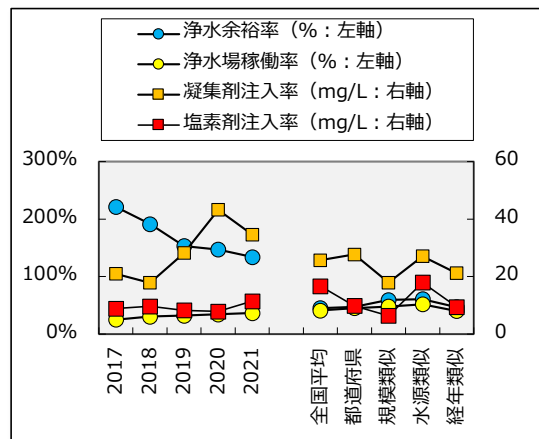 浄水余裕率（%：左軸）
浄水場稼働率（%：左軸）
凝集剤注入率（mg/L：右軸）
塩素剤注入率（mg/L：右軸）
300% 60
200% 40
100% 20
0% 0
2017 2018 2019 2020 2021 全国平均 都道府県 規模類似 水源類似 経年類似